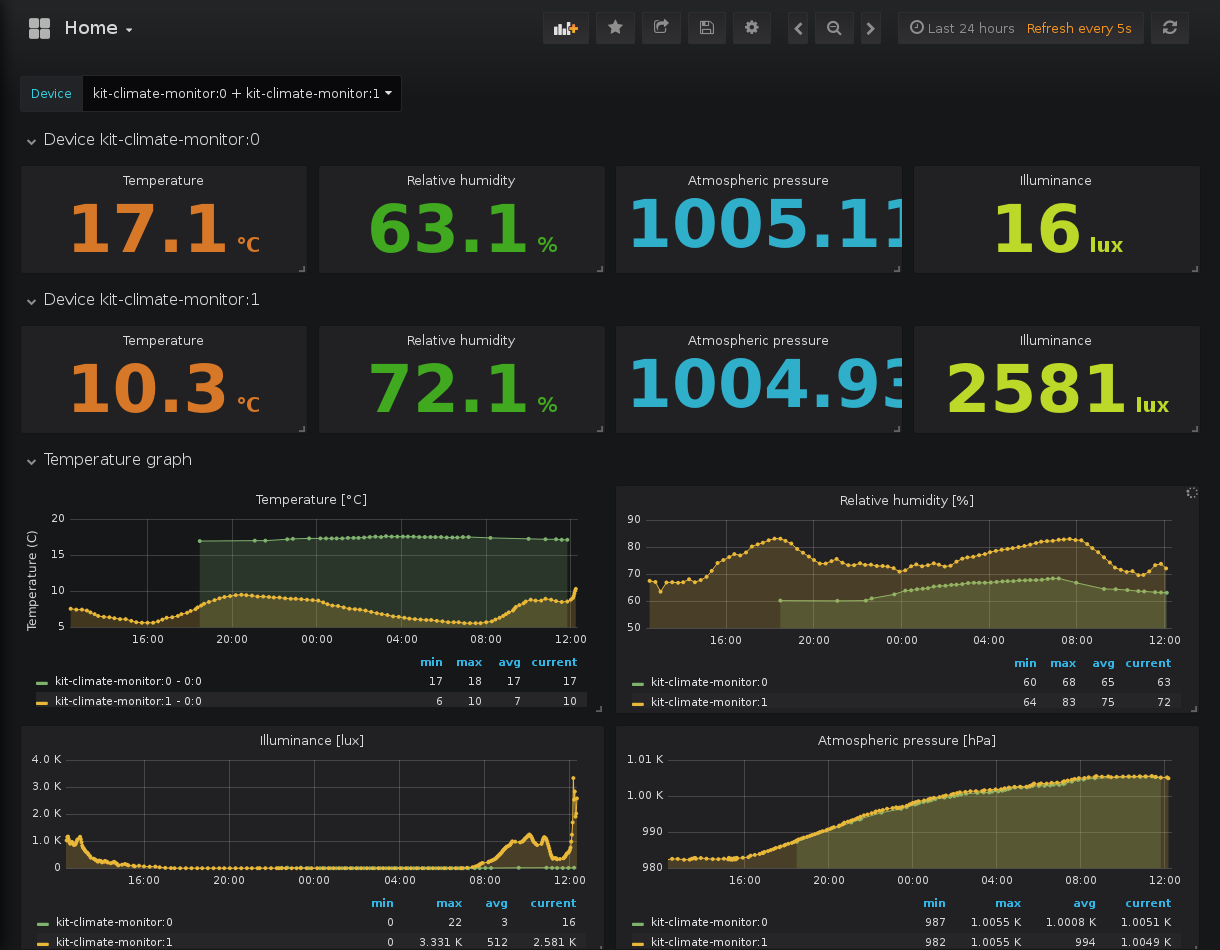 Home
Last 24 hours Refresh every 5s
Device kit-climate-monitor:0 + kit-climate-monitor:1
Device kit-climate-monitor:0
Temperature Relative humidity Atmospheric pressure Illuminance
17.1 °C 63.1 % 1005.11 16 lux
Device kit-climate-monitor:1
Temperature Relative humidity Atmospheric pressure Illuminance
10.3 °C 72.1 % 1004.93 2581 lux
Temperature graph
Temperature [°C]
Temperature (C)
20
15
10
5
16:00 20:00 00:00 04:00 08:00 12:00
min max avg current
kit-climate-monitor:0 - 0:0 17 18 17 17
kit-climate-monitor:1 - 0:0 6 10 7 10
Relative humidity [%]
90
80
70
60
50
16:00 20:00 00:00 04:00 08:00 12:00
min max avg current
kit-climate-monitor:0 60 68 65 63
kit-climate-monitor:1 64 83 75 72
Illuminance [lux]
4.0 K
3.0 K
2.0 K
1.0 K
0
16:00 20:00 00:00 04:00 08:00 12:00
min max avg current
kit-climate-monitor:0 0 22 3 16
kit-climate-monitor:1 0 3.331 K 512 2.581 K
Atmospheric pressure [hPa]
1.01 K
1.00 K
990
980
16:00 20:00 00:00 04:00 08:00 12:00
min max avg current
kit-climate-monitor:0 987 1.0055 K 1.0008 K 1.0051 K
kit-climate-monitor:1 982 1.0055 K 994 1.0049 K